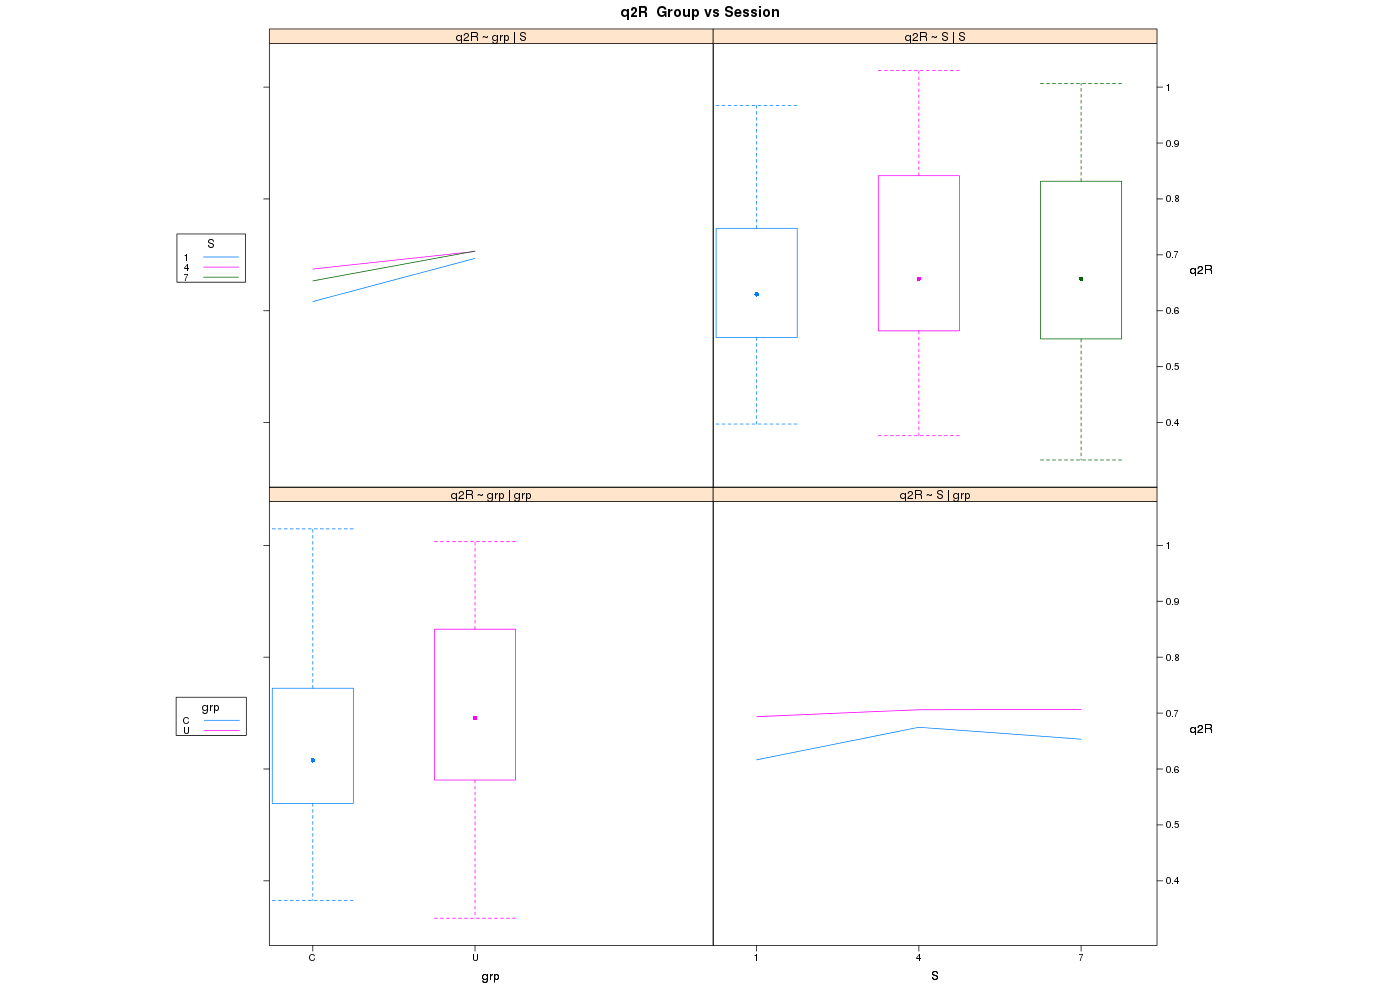 q2R  Group vs Session
q2R ~ grp | S
q2R ~ S | S
S
1
4
7
1
0.9
0.8
0.7
0.6
0.5
0.4
q2R
q2R ~ grp | grp
q2R ~ S | grp
grp
C
U
1
0.9
0.8
0.7
0.6
0.5
0.4
q2R
C U
1 4 7
grp
S